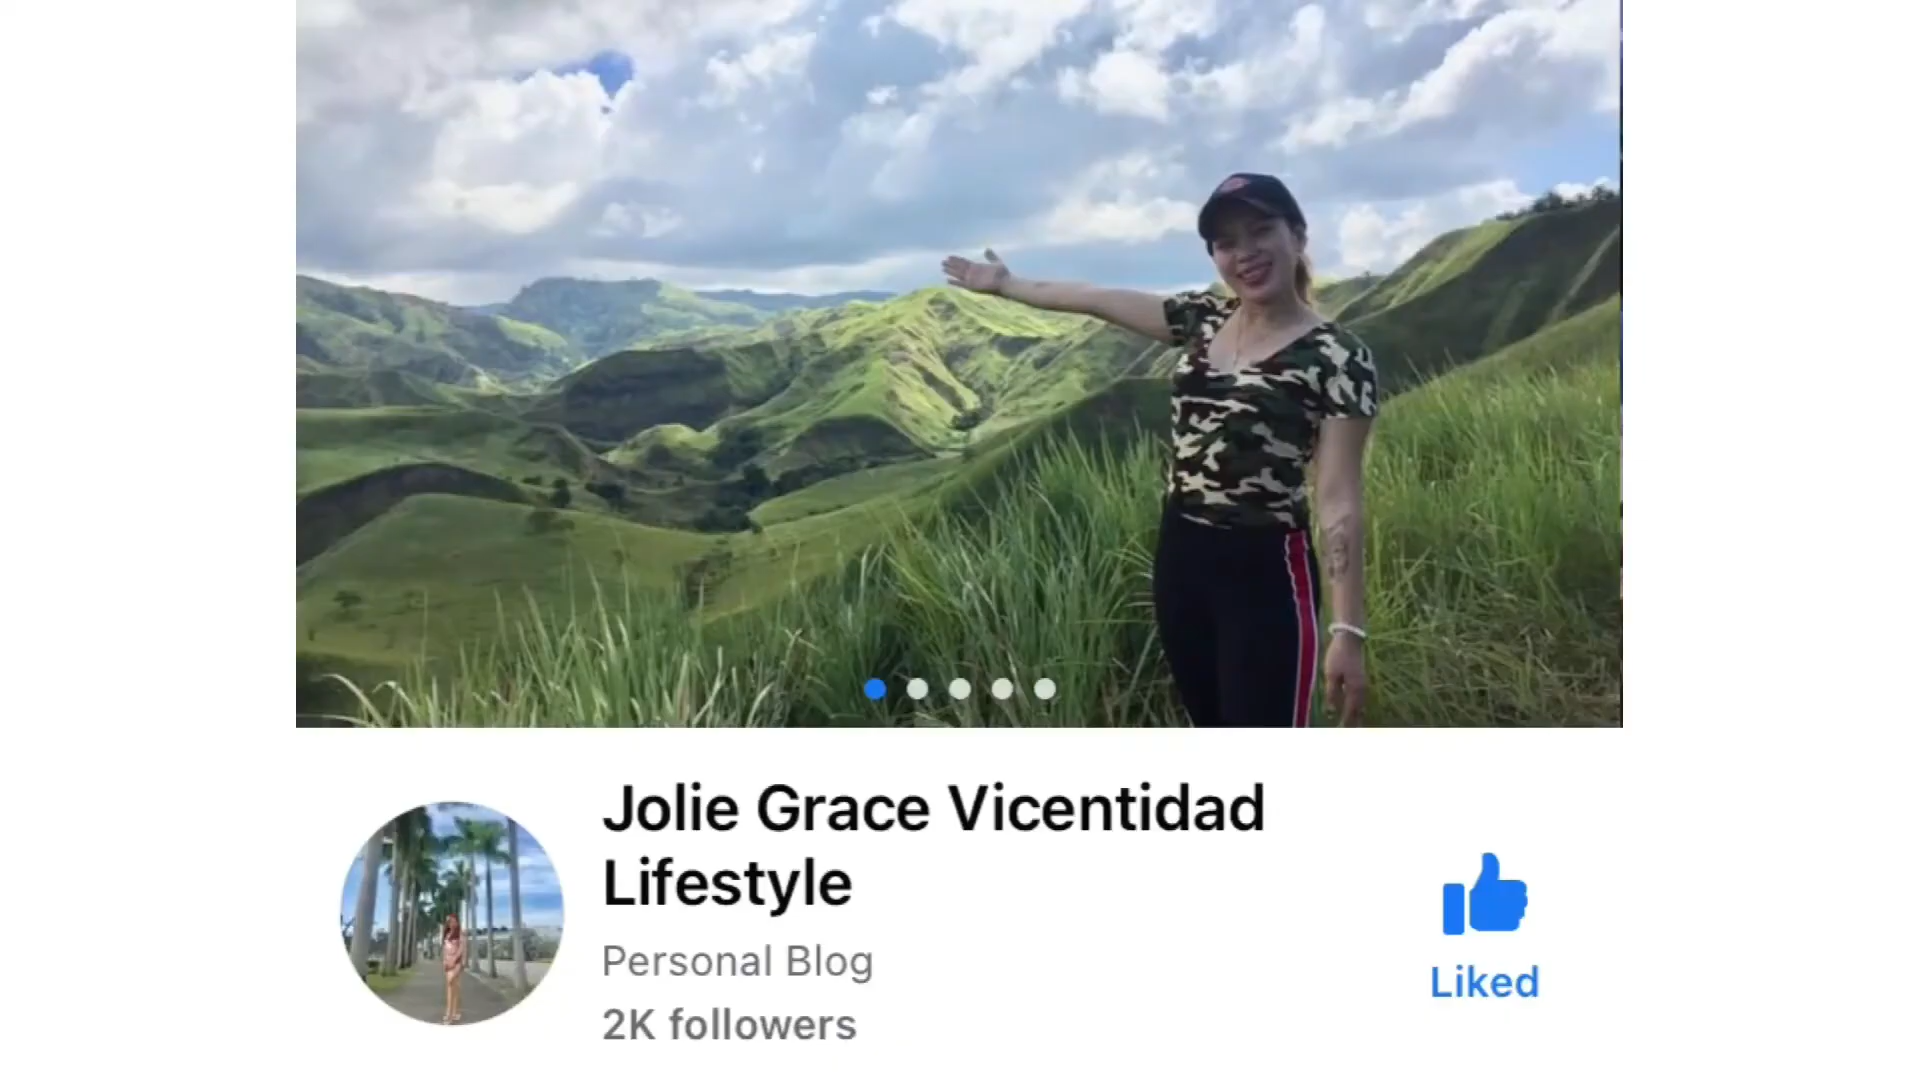 Jolie Grace Vicentidad
Lifestyle
Personal Blog
2K followers
Liked